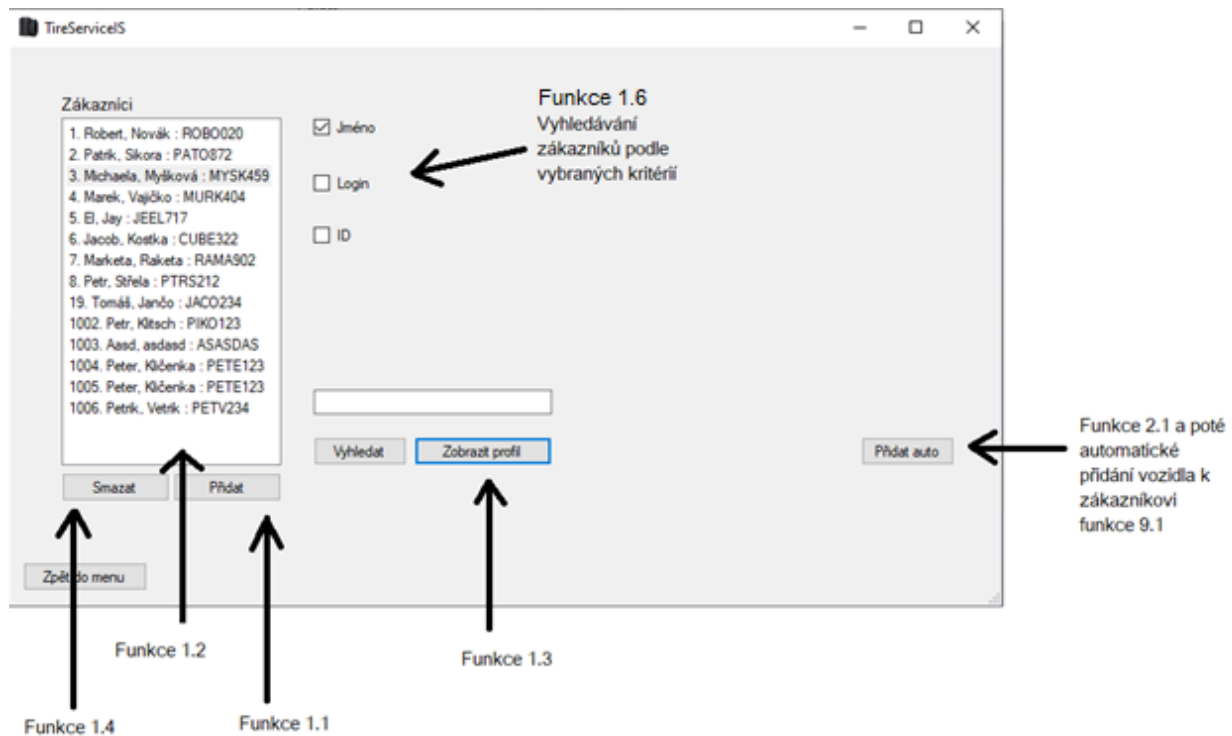 TireServiceIS
Zákazníci
1. Robert, Novák : ROBO020
2. Patrik, Sikora : PATO872
3. Michaela, Myšková : MYSK459
4. Marek, Vajičko : MURK404
5. El, Jay : JEEL717
6. Jacob, Kostka : CUBE322
7. Marketa, Raketa : RAMA902
8. Petr, Střela : PTRS212
19. Tomáš, Jančo : JACO234
1002. Petr, Klitsch : PIKO123
1003. Aasd, asdasd : ASASDAS
1004. Peter, Kličenka : PETE123
1005. Peter, Kličenka : PETE123
1006. Petrik, Vetrik : PETV234
Jméno
Login
ID
Funkce 1.6
Vyhledávání
zákazníků podle
vybraných kritérií
Vyhledat
Zobrazit profil
Přidat auto
Funkce 2.1 a poté
automatické
přidání vozidla k
zákazníkovi
funkce 9.1
Smazat
Přidat
Zpět do menu
Funkce 1.2
Funkce 1.3
Funkce 1.4
Funkce 1.1